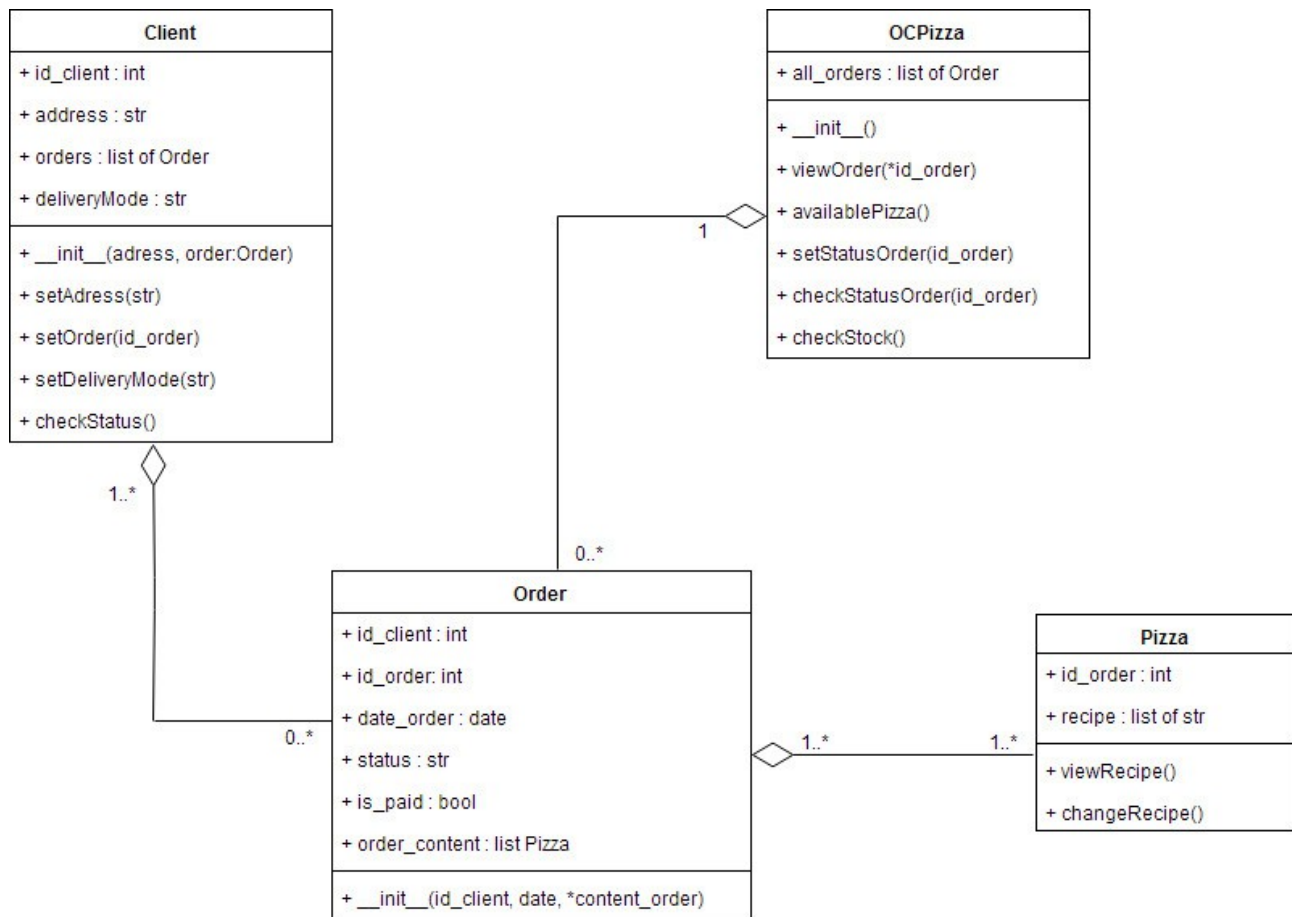 Client
+ id_client : int
+ address : str
+ orders : list of Order
+ deliveryMode : str
+ __init__(adress, order:Order)
+ setAdress(str)
+ setOrder(id_order)
+ setDeliveryMode(str)
+ checkStatus()
1..*
0..*
OCPizza
+ all_orders : list of Order
+ __init__()
+ viewOrder(*id_order)
+ availablePizza()
+ setStatusOrder(id_order)
+ checkStatusOrder(id_order)
+ checkStock()
1
0..*
Order
+ id_client : int
+ id_order: int
+ date_order : date
+ status : str
+ is_paid : bool
+ order_content : list Pizza
+ __init__(id_client, date, *content_order)
1..*
1..*
Pizza
+ id_order : int
+ recipe : list of str
+ viewRecipe()
+ changeRecipe()